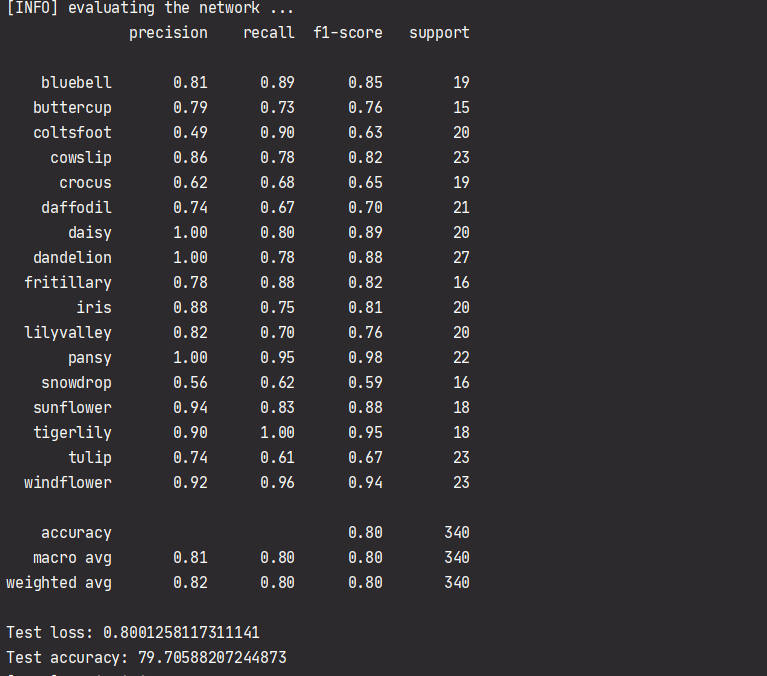 [INFO] evaluating the network ...
precision recall f1-score support
bluebell 0.81 0.89 0.85 19
buttercup 0.79 0.73 0.76 15
coltsfoot 0.49 0.90 0.63 20
cowslip 0.86 0.78 0.82 23
crocus 0.62 0.68 0.65 19
daffodil 0.74 0.67 0.70 21
daisy 1.00 0.80 0.89 20
dandelion 1.00 0.78 0.88 27
fritillary 0.78 0.88 0.82 16
iris 0.88 0.75 0.81 20
lilyvalley 0.82 0.70 0.76 20
pansy 1.00 0.95 0.98 22
snowdrop 0.56 0.62 0.59 16
sunflower 0.94 0.83 0.88 18
tigerlily 0.90 1.00 0.95 18
tulip 0.74 0.61 0.67 23
windflower 0.92 0.96 0.94 23
accuracy 0.80 340
macro avg 0.81 0.80 0.80 340
weighted avg 0.82 0.80 0.80 340
Test loss: 0.8001258117311141
Test accuracy: 79.70588207244873